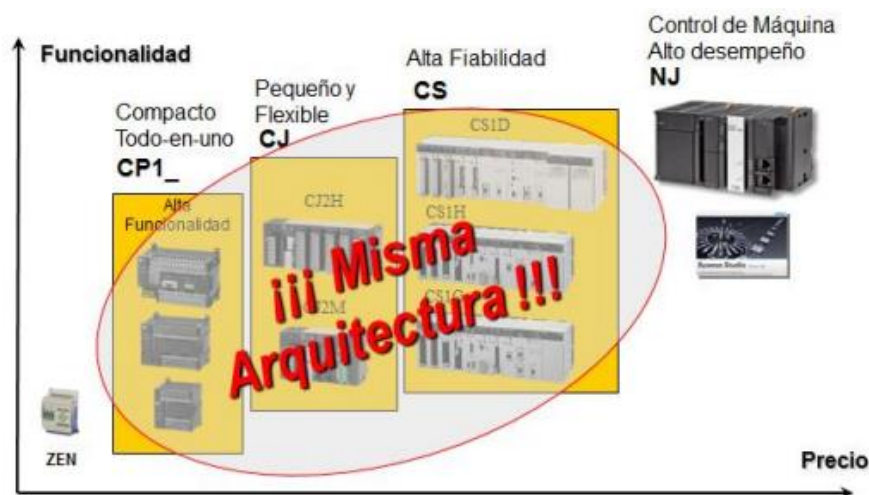 Funcionalidad
Compacto
Todo-en-uno
CP1_
Alta
Funcionalidad
Pequeño y
Flexible
CJ
CJ2H
Alta Fiabilidad
CS
CS1D
CS1H
Control de Máquina
Alto desempeño
NJ
¡¡¡ Misma
Arquitectura !!!
ZEN
Precio